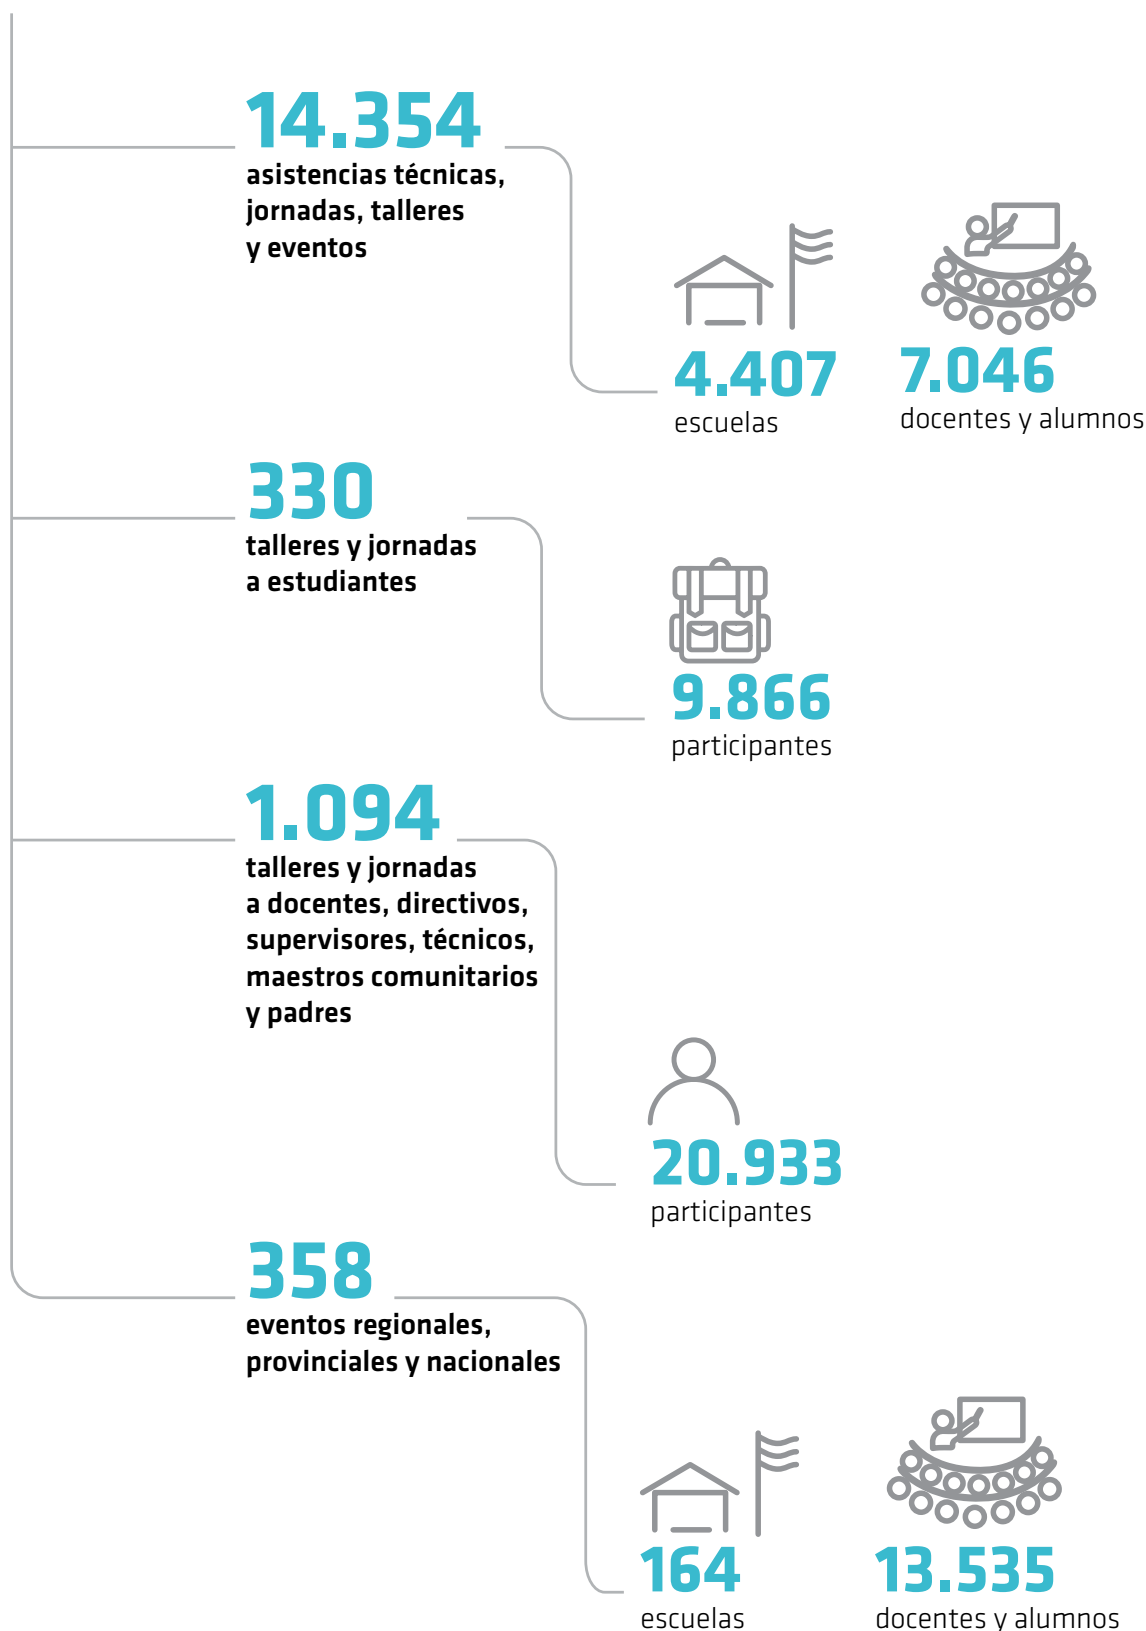 14.354
asistencias técnicas,
jornadas, talleres
y eventos
4.407
escuelas
7.046
docentes y alumnos
330
talleres y jornadas
a estudiantes
9.866
participantes
1.094
talleres y jornadas
a docentes, directivos,
supervisores, técnicos,
maestros comunitarios
y padres
20.933
participantes
358
eventos regionales,
provinciales y nacionales
164
escuelas
13.535
docentes y alumnos